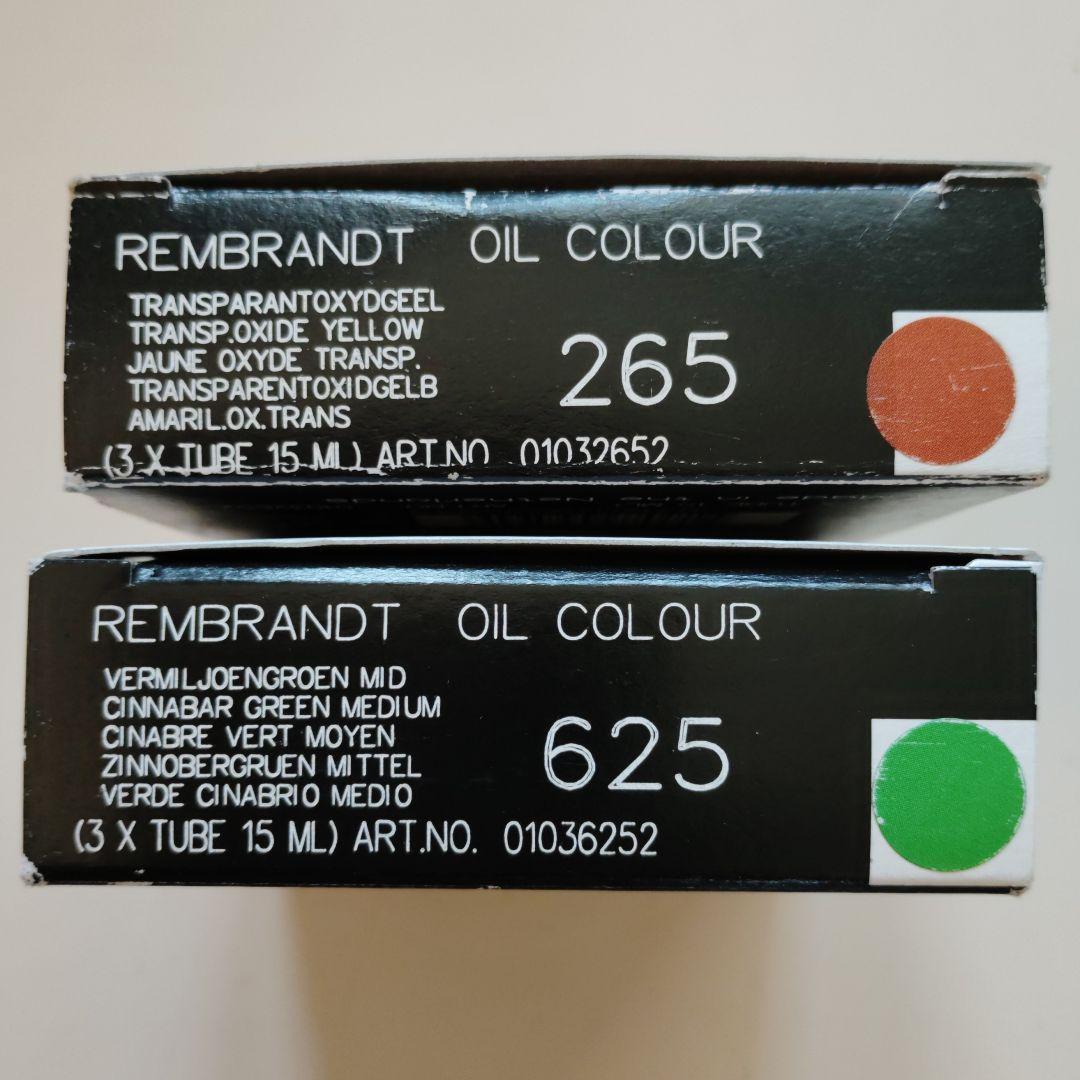 REMBRANDT OIL COLOUR
TRANSPARANTOXYDGEEL
TRANSP.OXIDE YELLOW
JAUNE OXYDE TRANSP.
TRANSPARENTOXIDGELB
AMARIL.OX.TRANS
265
(3 X TUBE 15 ML) ART.NO 01032652
REMBRANDT OIL COLOUR
VERMILJOENGROEN MID
CINNABAR GREEN MEDIUM
CINABRE VERT MOYEN
ZINNOBERGRUEN MITTEL
VERDE CINABRIO MEDIO
625
(3 X TUBE 15 ML) ART.NO. 01036252